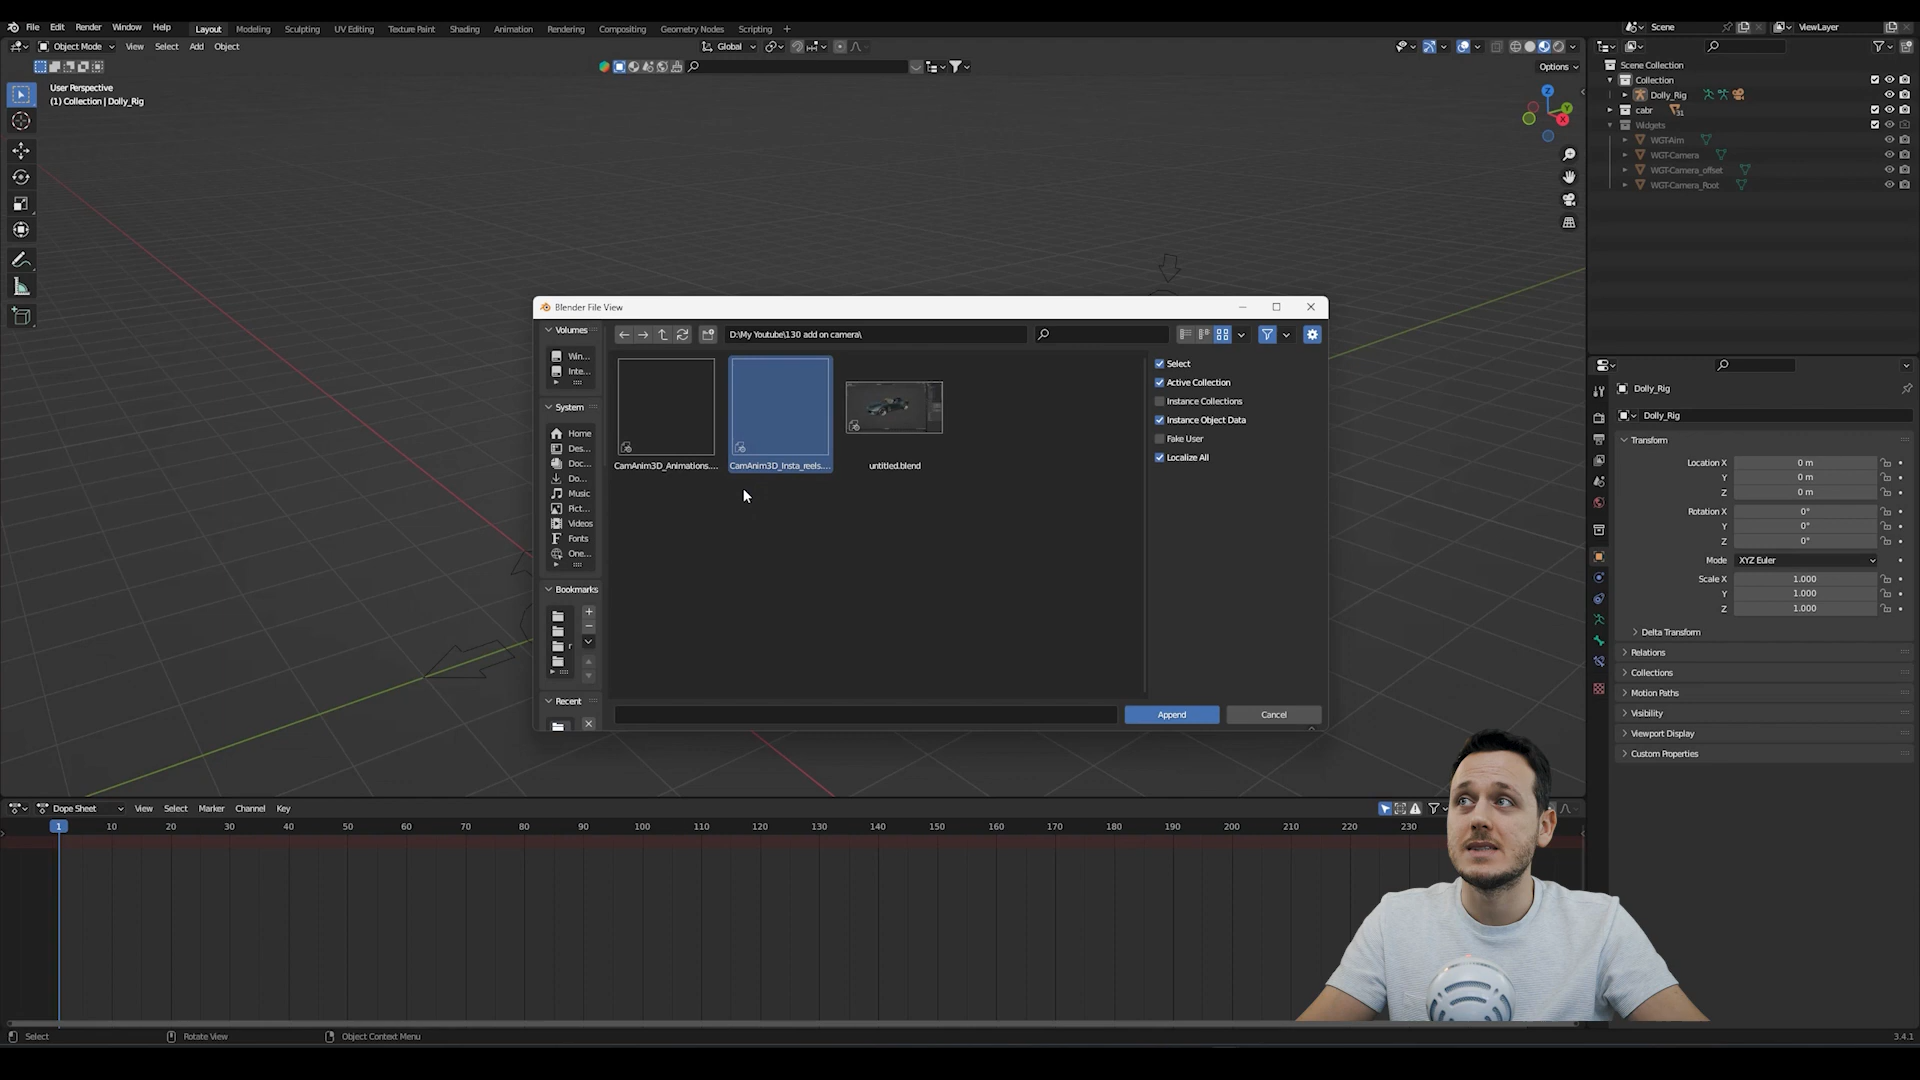 File Edit Render Window Help Layout Modeling Sculpting UV Editing Texture Paint Shading Animation Rendering Compositing Geometry Nodes Scripting + Scene ViewLayer
Object Mode View Select Add Object Global
Options
User Perspective
(1) Collection | Dolly_Rig
Z
Y
X
Scene Collection
Collection
Dolly_Rig
cabr 31
Widgets
WGT-Aim
WGT-Camera
WGT-Camera_offset
WGT-Camera_Root
Blender File View
Volumes
Win...
Inte...
System
Home
Des...
Doc...
Do...
Music
Pict...
Videos
Fonts
One...
Bookmarks
r
Recent
D:\My Youtube\130 add on camera\
CamAnim3D_Animations.... CamAnim3D_Insta_reels.... untitled.blend
Select
Active Collection
Instance Collections
Instance Object Data
Fake User
Localize All
Append Cancel
Dolly_Rig
Dolly_Rig
Transform
Location X 0 m
Y 0 m
Z 0 m
Rotation X 0°
Y 0°
Z 0°
Mode XYZ Euler
Scale X 1.000
Y 1.000
Z 1.000
Delta Transform
Relations
Collections
Motion Paths
Visibility
Viewport Display
Custom Properties
Dope Sheet View Select Marker Channel Key
1 10 20 30 40 50 60 70 80 90 100 110 120 130 140 150 160 170 180 190 200 210 220 230
Select Rotate View Object Context Menu 3.4.1